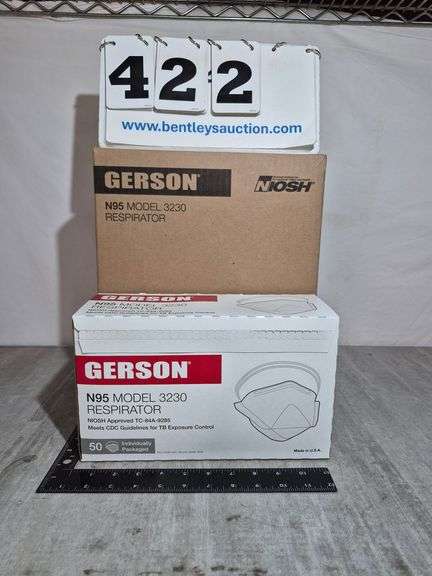 422
www.bentleysauction.com
GERSON
NIOSH
N95 MODEL 3230
RESPIRATOR
GERSON
N95 MODEL 3230
RESPIRATOR
GERSON®
N95 MODEL 3230
RESPIRATOR
NIOSH Approved TC-84A-9285
Meets CDC Guidelines for TB Exposure Control
50 Individually
Packaged
Made in U.S.A.